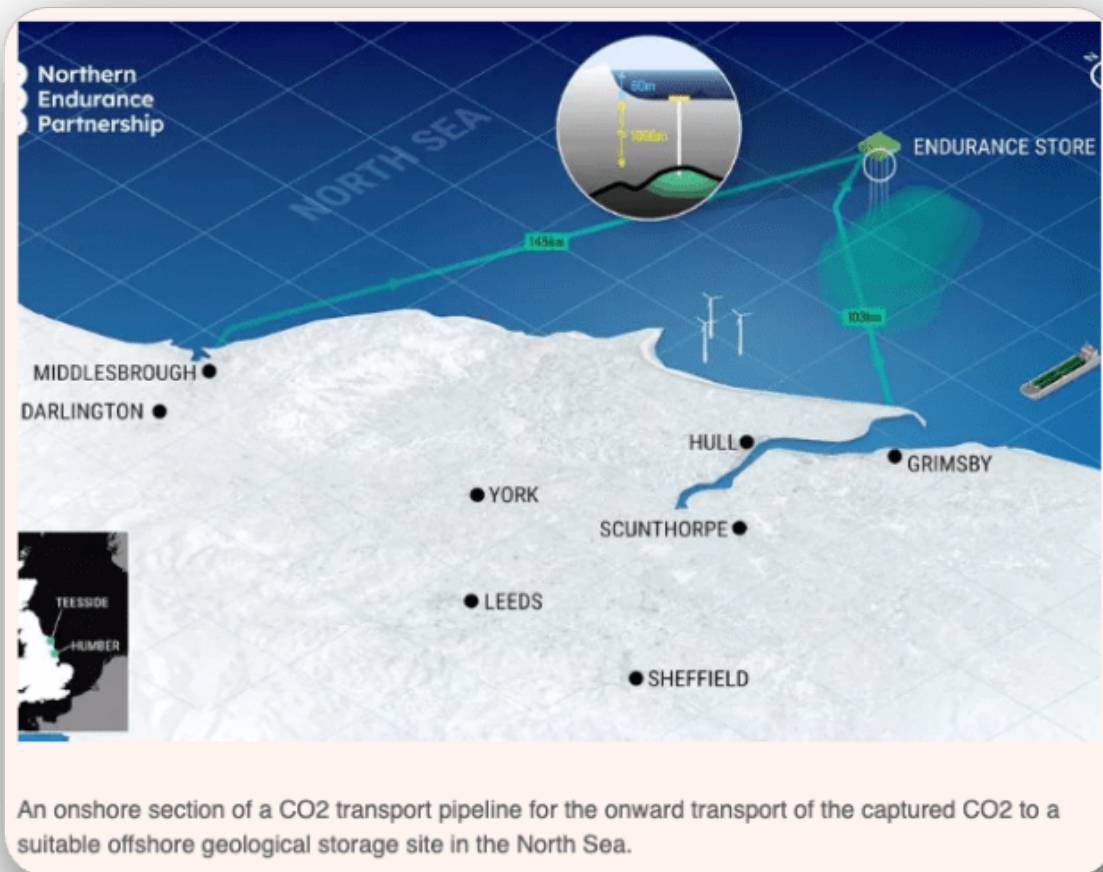 Northern
Endurance
Partnership
NORTH SEA
60m
ENDURANCE STORE
103km
MIDDLESBROUGH
DARLINGTON
HULL
GRIMSBY
YORK
SCUNTHORPE
TEESSIDE
LEEDS
HUMBER
SHEFFIELD
An onshore section of a CO2 transport pipeline for the onward transport of the captured CO2 to a
suitable offshore geological storage site in the North Sea.